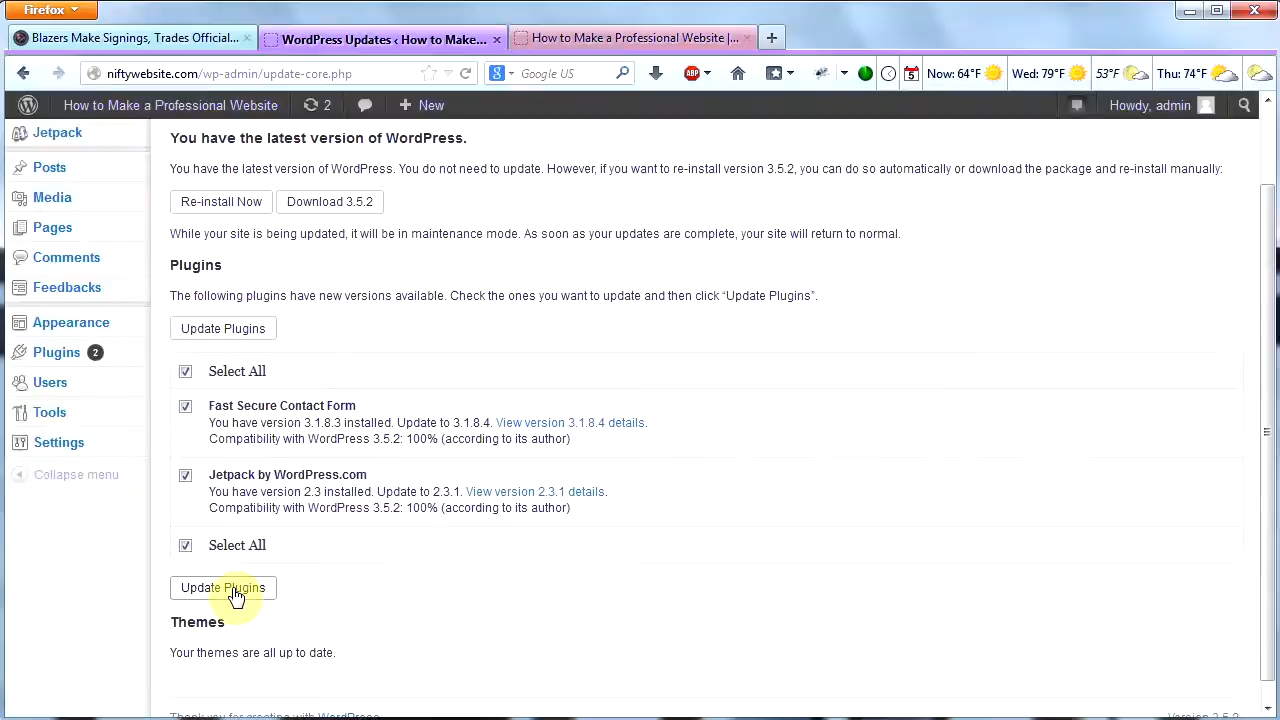 Firefox
Blazers Make Signings, Trades Official...
WordPress Updates ‹ How to Make...
How to Make a Professional Website |...
niftywebsite.com/wp-admin/update-core.php
Google US
ABP
5
Now: 64°F
Wed: 79°F
53°F
Thu: 74°F
How to Make a Professional Website
2
New
Howdy, admin
Jetpack
Posts
Media
Pages
Comments
Feedbacks
Appearance
Plugins 2
Users
Tools
Settings
Collapse menu
You have the latest version of WordPress.
You have the latest version of WordPress. You do not need to update. However, if you want to re-install version 3.5.2, you can do so automatically or download the package and re-install manually:
Re-install Now Download 3.5.2
While your site is being updated, it will be in maintenance mode. As soon as your updates are complete, your site will return to normal.
Plugins
The following plugins have new versions available. Check the ones you want to update and then click “Update Plugins”.
Update Plugins
Select All
Fast Secure Contact Form
You have version 3.1.8.3 installed. Update to 3.1.8.4. View version 3.1.8.4 details.
Compatibility with WordPress 3.5.2: 100% (according to its author)
Jetpack by WordPress.com
You have version 2.3 installed. Update to 2.3.1. View version 2.3.1 details.
Compatibility with WordPress 3.5.2: 100% (according to its author)
Select All
Update Plugins
Themes
Your themes are all up to date.
Thank you for creating with WordPress.
Version 3.5.2